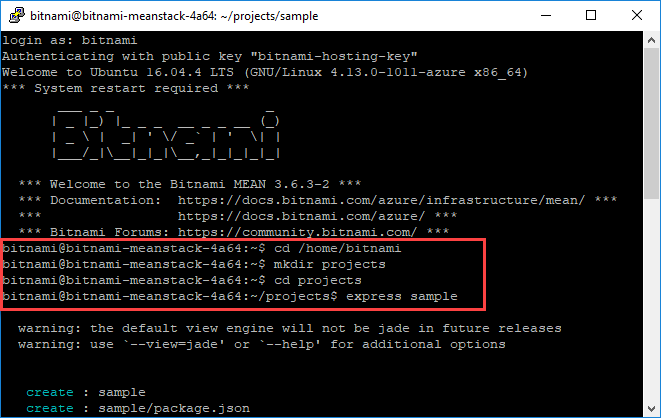 bitnami@bitnami-meanstack-4a64: ~/projects/sample
login as: bitnami
Authenticating with public key "bitnami-hosting-key"
Welcome to Ubuntu 16.04.4 LTS (GNU/Linux 4.13.0-1011-azure x86_64)
*** System restart required ***
       ___ _ _                   _
      | _ |_) |_ _ _  __ _ _ __ (_)
      | _ \ |  _| ' \/ _` | '  \| |
      |___/_|\__|_|_|\__,_|_|_|_|_|
  *** Welcome to the Bitnami MEAN 3.6.3-2 ***
  *** Documentation:  https://docs.bitnami.com/azure/infrastructure/mean/ ***
  ***                 https://docs.bitnami.com/azure/ ***
  *** Bitnami Forums: https://community.bitnami.com/ ***
bitnami@bitnami-meanstack-4a64:~$ cd /home/bitnami
bitnami@bitnami-meanstack-4a64:~$ mkdir projects
bitnami@bitnami-meanstack-4a64:~$ cd projects
bitnami@bitnami-meanstack-4a64:~/projects$ express sample
  warning: the default view engine will not be jade in future releases
  warning: use `--view=jade' or `--help' for additional options
   create : sample
   create : sample/package.json